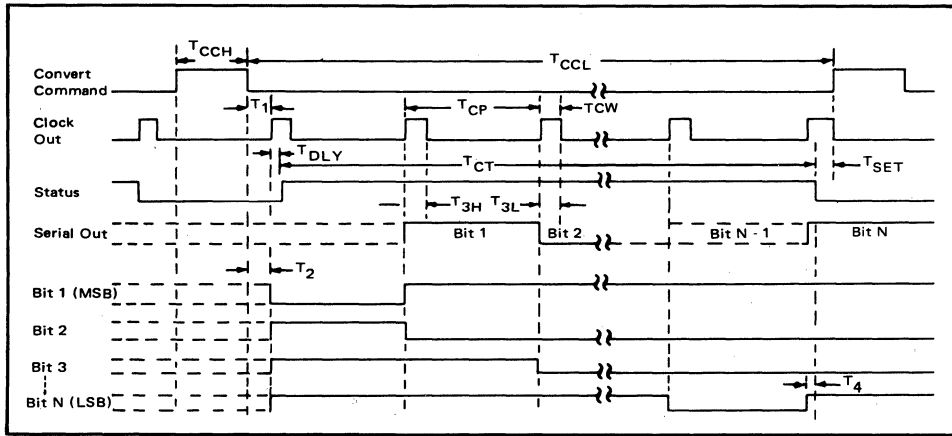 TCCH
TCCL
Convert
Command
T1
TCP
TCW
Clock
Out
TDLY
TCT
TSET
Status
T3H T3L
Serial Out
Bit 1
Bit 2
Bit N - 1
Bit N
T2
Bit 1 (MSB)
Bit 2
Bit 3
T4
Bit N (LSB)